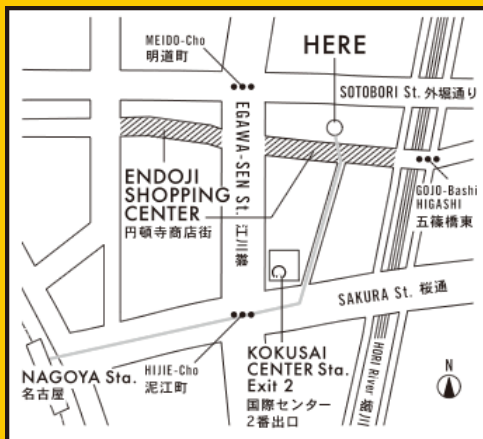 MEIDO-Cho
明道町
HERE
SOTOBORI St. 外堀通り
EGAWA-SEN St. 江川線
ENDOJI
SHOPPING
CENTER
円頓寺商店街
GOJO-Bashi
HIGASHI
五篠橋東
SAKURA St. 桜通
NAGOYA Sta.
名古屋
HIJIE-Cho
泥江町
KOKUSAI
CENTER Sta.
Exit 2
国際センター
2番出口
HORI River 堀川
N